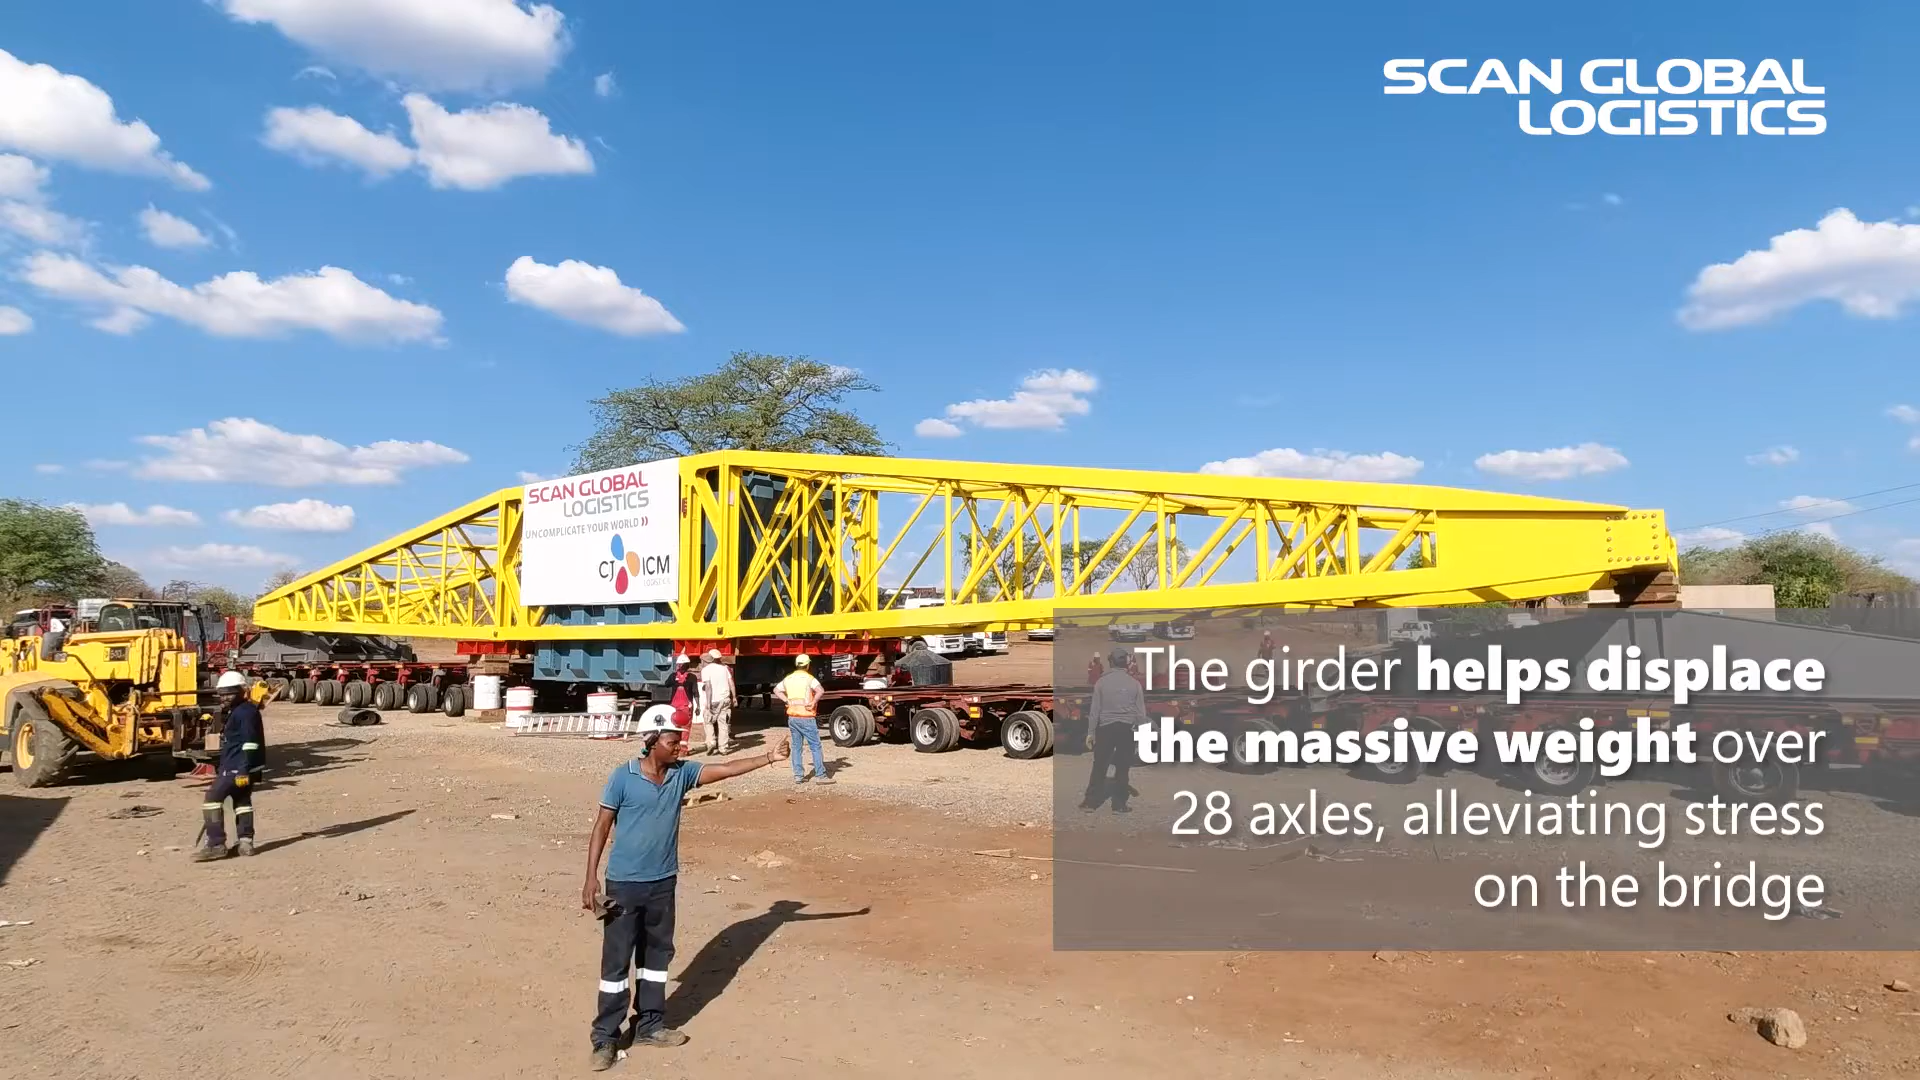 SCAN GLOBAL
LOGISTICS
SCAN GLOBAL
LOGISTICS
UNCOMPLICATE YOUR WORLD »
CJ ICM
LOGISTICS
The girder helps displace
the massive weight over
28 axles, alleviating stress
on the bridge